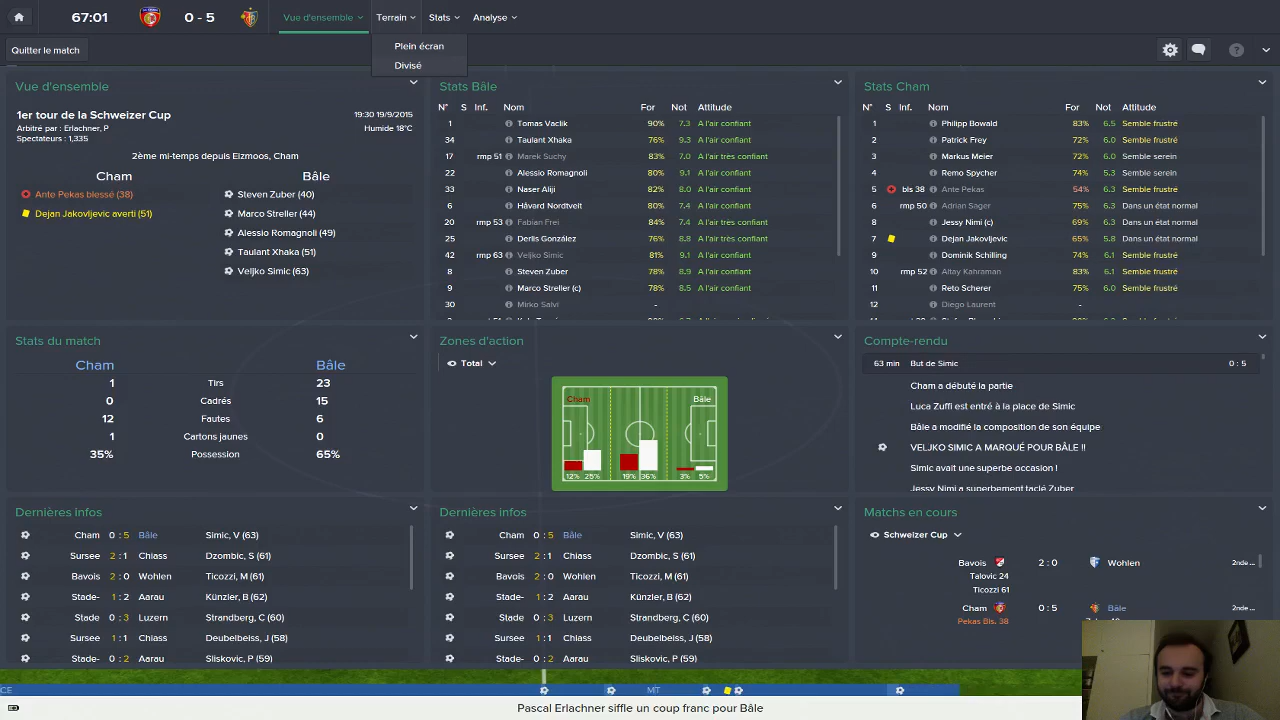 67:01 0 - 5 Vue d'ensemble Terrain Stats Analyse
Plein écran
Divisé
Quitter le match
Vue d'ensemble
1er tour de la Schweizer Cup 19:30 19/9/2015
Arbitré par : Erlachner, P Humide 18°C
Spectateurs : 1,335
2ème mi-temps depuis Eizmoos, Cham
Cham Bâle
Ante Pekas blessé (38) Steven Zuber (40)
Dejan Jakovljevic averti (51) Marco Streller (44)
Alessio Romagnoli (49)
Taulant Xhaka (51)
Veljko Simic (63)
Stats Bâle
N° S Inf. Nom For Not Attitude
1 Tomas Vaclik 90% 7.3 A l'air confiant
34 Taulant Xhaka 76% 9.3 A l'air confiant
17 rmp 51 Marek Suchy 83% 7.0 A l'air très confiant
22 Alessio Romagnoli 80% 9.1 A l'air confiant
33 Naser Aliji 82% 8.0 A l'air confiant
6 Håvard Nordtveit 80% 7.4 A l'air confiant
20 rmp 53 Fabian Frei 84% 7.4 A l'air très confiant
25 Derlis González 76% 8.8 A l'air confiant
42 rmp 63 Veljko Simic 81% 9.1 A l'air confiant
8 Steven Zuber 78% 8.9 A l'air confiant
9 Marco Streller (c) 78% 8.5 A l'air confiant
30 Mirko Salvi -
Stats Cham
N° S Inf. Nom For Not Attitude
1 Philipp Bowald 83% 6.5 Semble frustré
2 Patrick Frey 72% 6.0 Semble frustré
3 Markus Meier 72% 6.0 Semble serein
4 Remo Spycher 74% 5.3 Semble serein
5 bls 38 Ante Pekas 54% 6.3 Semble frustré
6 rmp 50 Adrian Sager 75% 6.3 Dans un état normal
8 Jessy Nimi (c) 69% 6.3 Dans un état normal
7 Dejan Jakovljevic 65% 5.8 Dans un état normal
9 Dominik Schilling 74% 6.1 Semble frustré
10 rmp 52 Altay Kahraman 83% 6.1 Semble frustré
11 Reto Scherer 75% 6.0 Semble frustré
12 Diego Laurent -
Stats du match
Cham Bâle
1 Tirs 23
0 Cadrés 15
12 Fautes 6
1 Cartons jaunes 0
35% Possession 65%
Zones d'action
Total
Cham Bâle
12% 25% 19% 36% 3% 5%
Compte-rendu
63 min But de Simic 0 : 5
Cham a débuté la partie
Luca Zuffi est entré à la place de Simic
Bâle a modifié la composition de son équipe
VELJKO SIMIC A MARQUÉ POUR BÂLE !!
Simic avait une superbe occasion !
Jessy Nimi a superbement taclé Zuber
Dernières infos
Cham 0 : 5 Bâle Simic, V (63)
Sursee 2 : 1 Chiass Dzombic, S (61)
Bavois 2 : 0 Wohlen Ticozzi, M (61)
Stade- 1 : 2 Aarau Künzler, B (62)
Stade 0 : 3 Luzern Strandberg, C (60)
Sursee 1 : 1 Chiass Deubelbeiss, J (58)
Stade- 0 : 2 Aarau Sliskovic, P (59)
Dernières infos
Cham 0 : 5 Bâle Simic, V (63)
Sursee 2 : 1 Chiass Dzombic, S (61)
Bavois 2 : 0 Wohlen Ticozzi, M (61)
Stade- 1 : 2 Aarau Künzler, B (62)
Stade 0 : 3 Luzern Strandberg, C (60)
Sursee 1 : 1 Chiass Deubelbeiss, J (58)
Stade- 0 : 2 Aarau Sliskovic, P (59)
Matchs en cours
Schweizer Cup
Bavois 2 : 0 Wohlen 2nde ...
Talovic 24
Ticozzi 61
Cham 0 : 5 Bâle 2nde ...
Pekas Bls. 38
CE MT
Pascal Erlachner siffle un coup franc pour Bâle